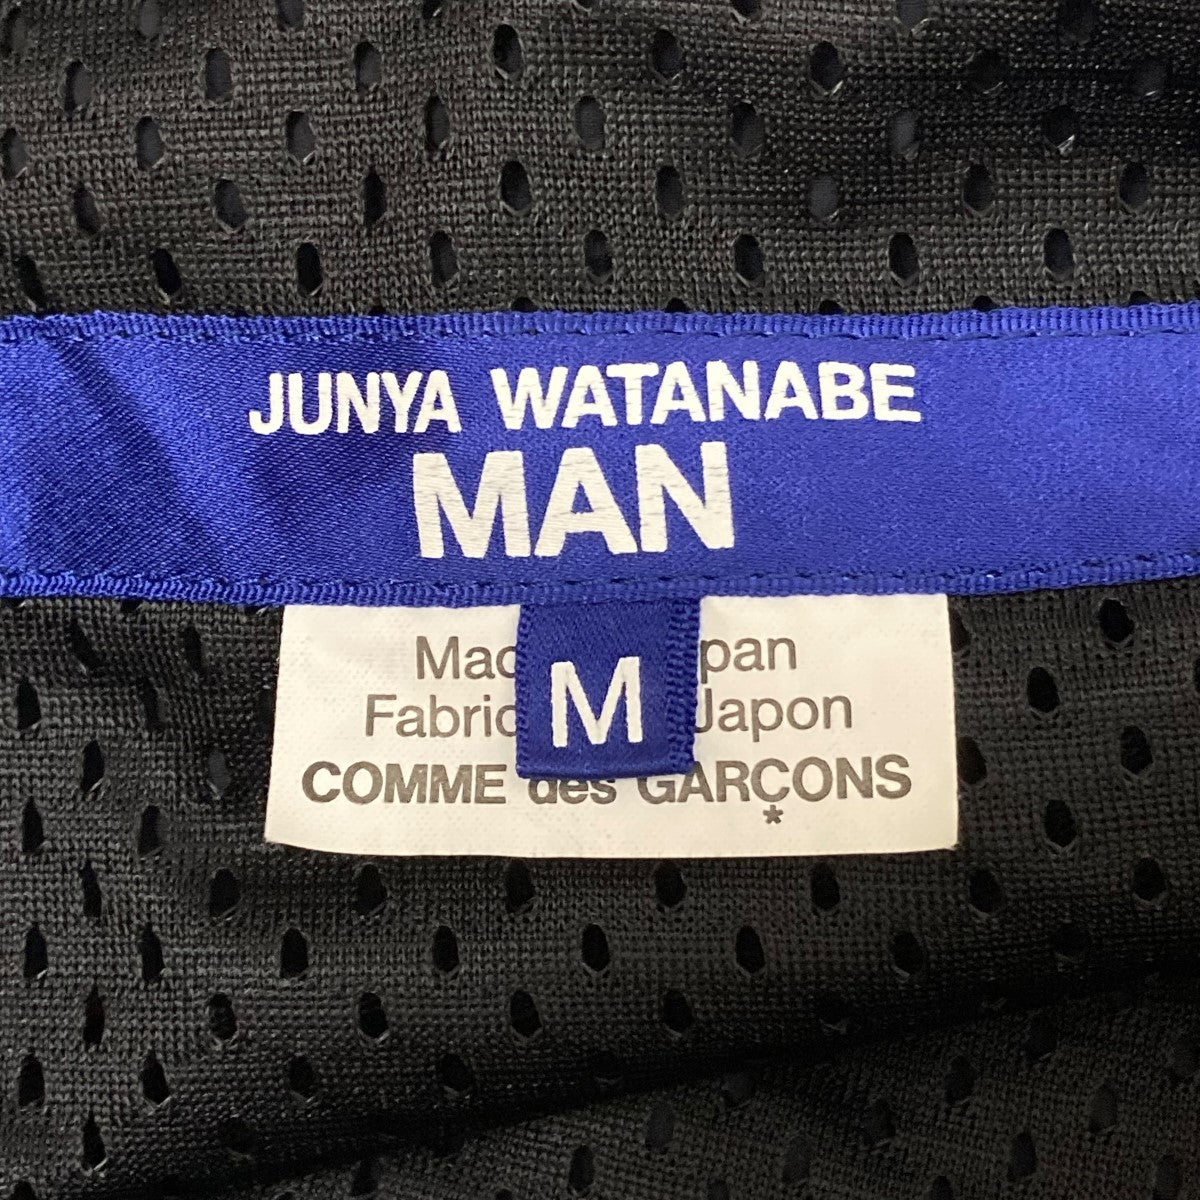 JUNYA WATANABE
MAN
M
COMME des GARÇONS
*